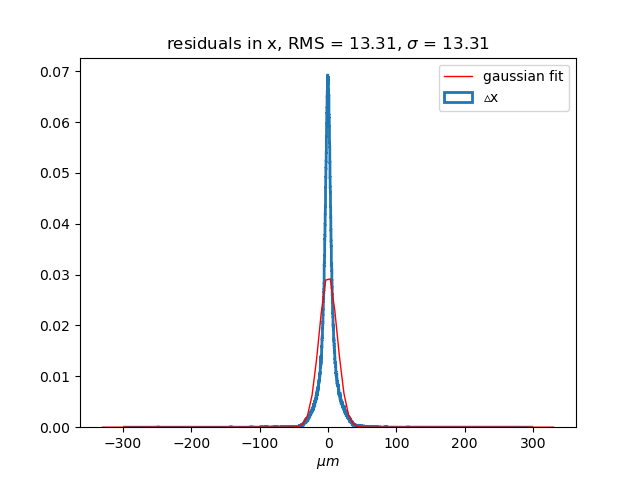 residuals in x, RMS = 13.31, σ = 13.31
gaussian fit
△x
0.07
0.06
0.05
0.04
0.03
0.02
0.01
0.00
−300 −200 −100 0 100 200 300
μm